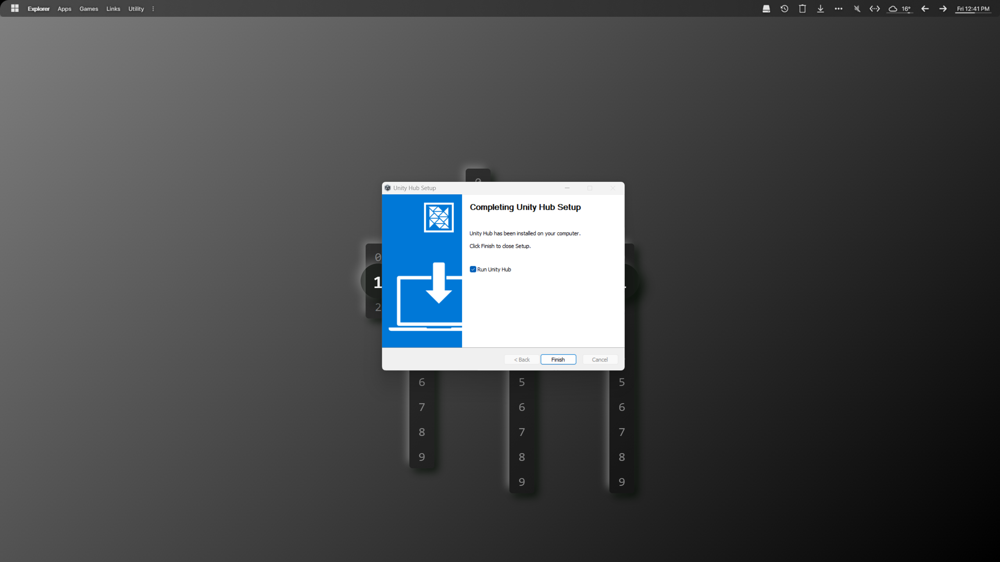 Explorer Apps Games Links Utility
16° Fri 12:41 PM
0
Unity Hub Setup
Completing Unity Hub Setup
Unity Hub has been installed on your computer.
Click Finish to close Setup.
0
Run Unity Hub
1
2
< Back Finish Cancel
6 5 5
7 6 6
8 7 7
9 8 8
9 9